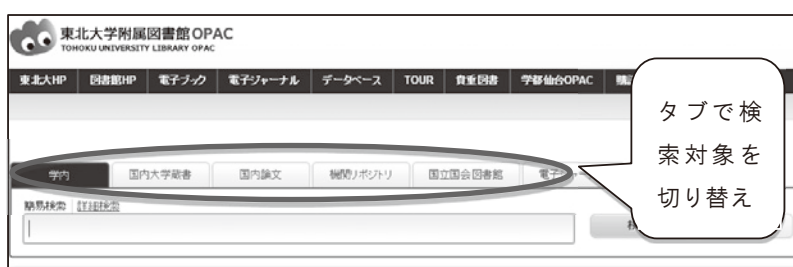 東北大学附属図書館OPAC
TOHOKU UNIVERSITY LIBRARY OPAC
東北大HP 図書館HP 電子ブック 電子ジャーナル データベース TOUR 貴重図書 学都仙台OPAC
タブで検
索対象を
切り替え
学内 国内大学蔵書 国内論文 機関リポジトリ 国立国会図書館
簡易検索 詳細検索